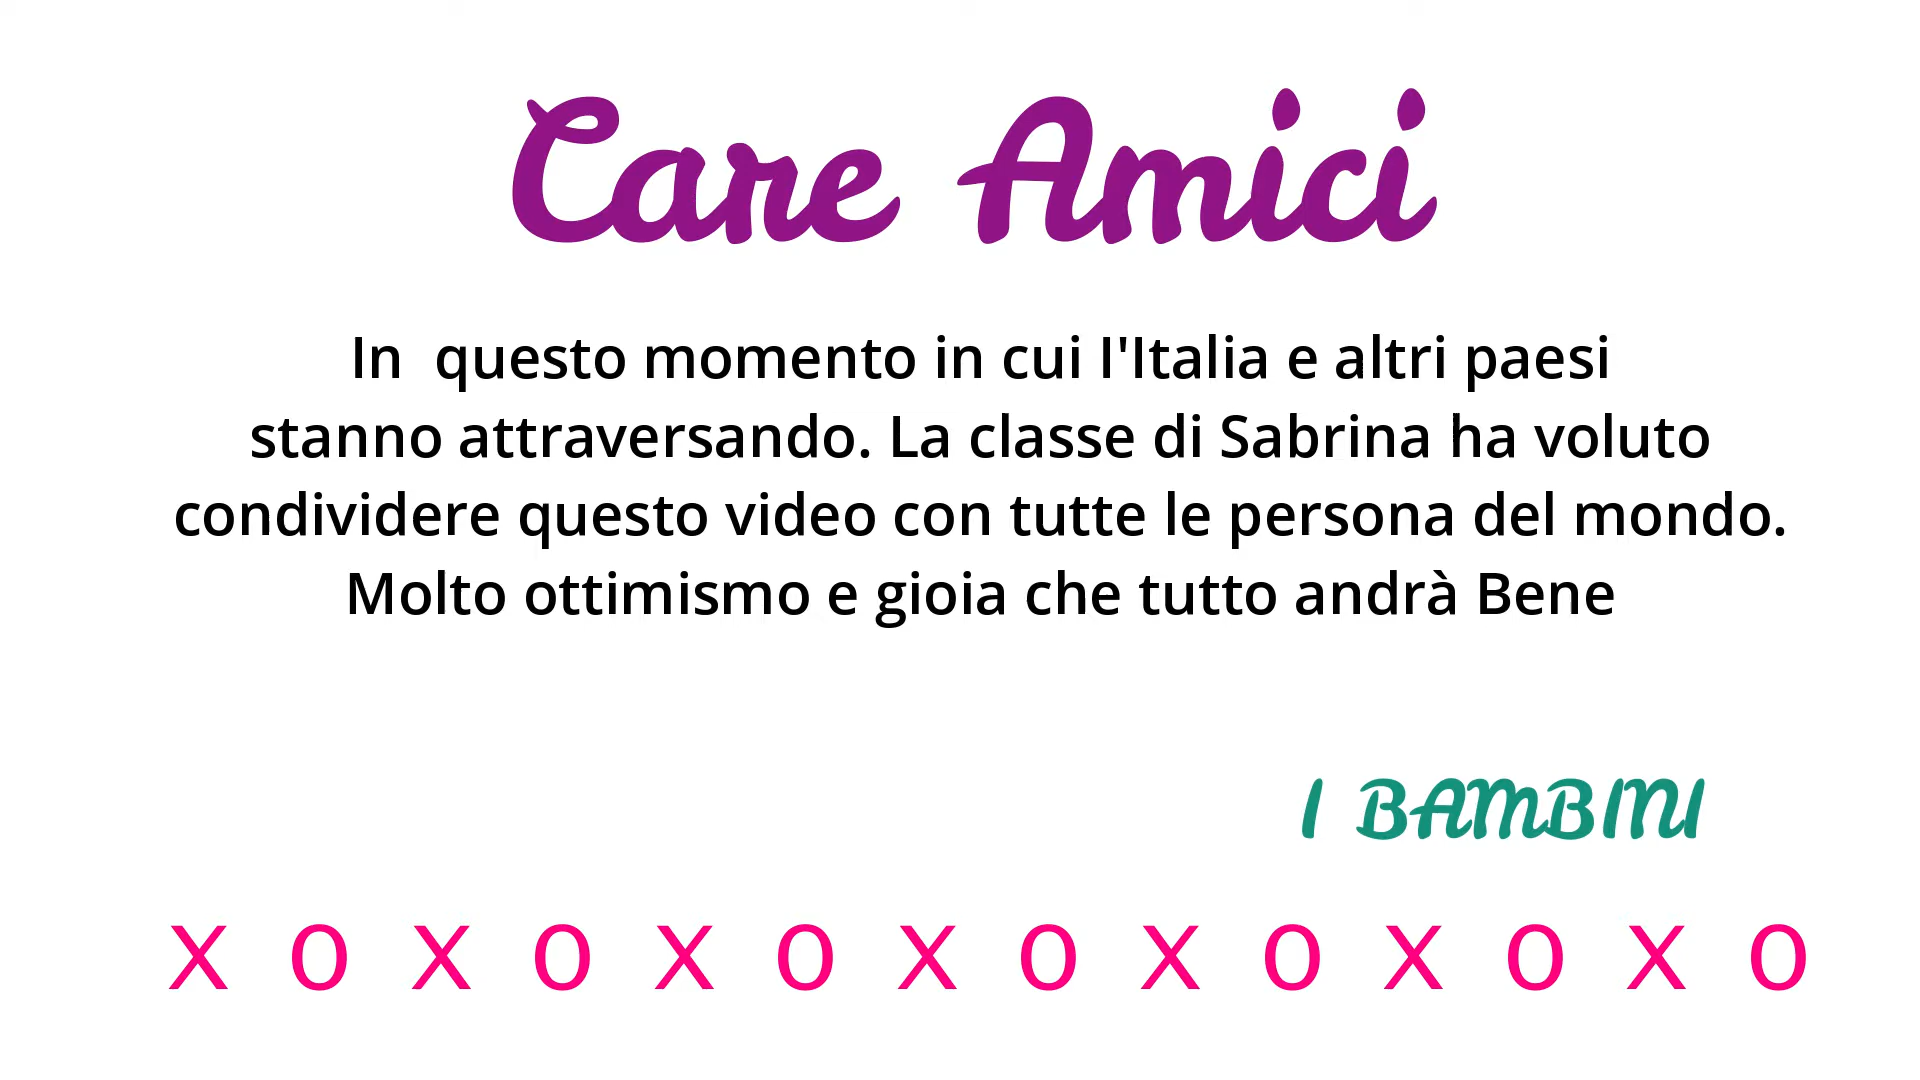 Care Amici
In  questo momento in cui I'Italia e altri paesi
stanno attraversando. La classe di Sabrina ha voluto
condividere questo video con tutte le persona del mondo.
Molto ottimismo e gioia che tutto andrà Bene
I BAMBINI
X O X O X O X O X O X O X O